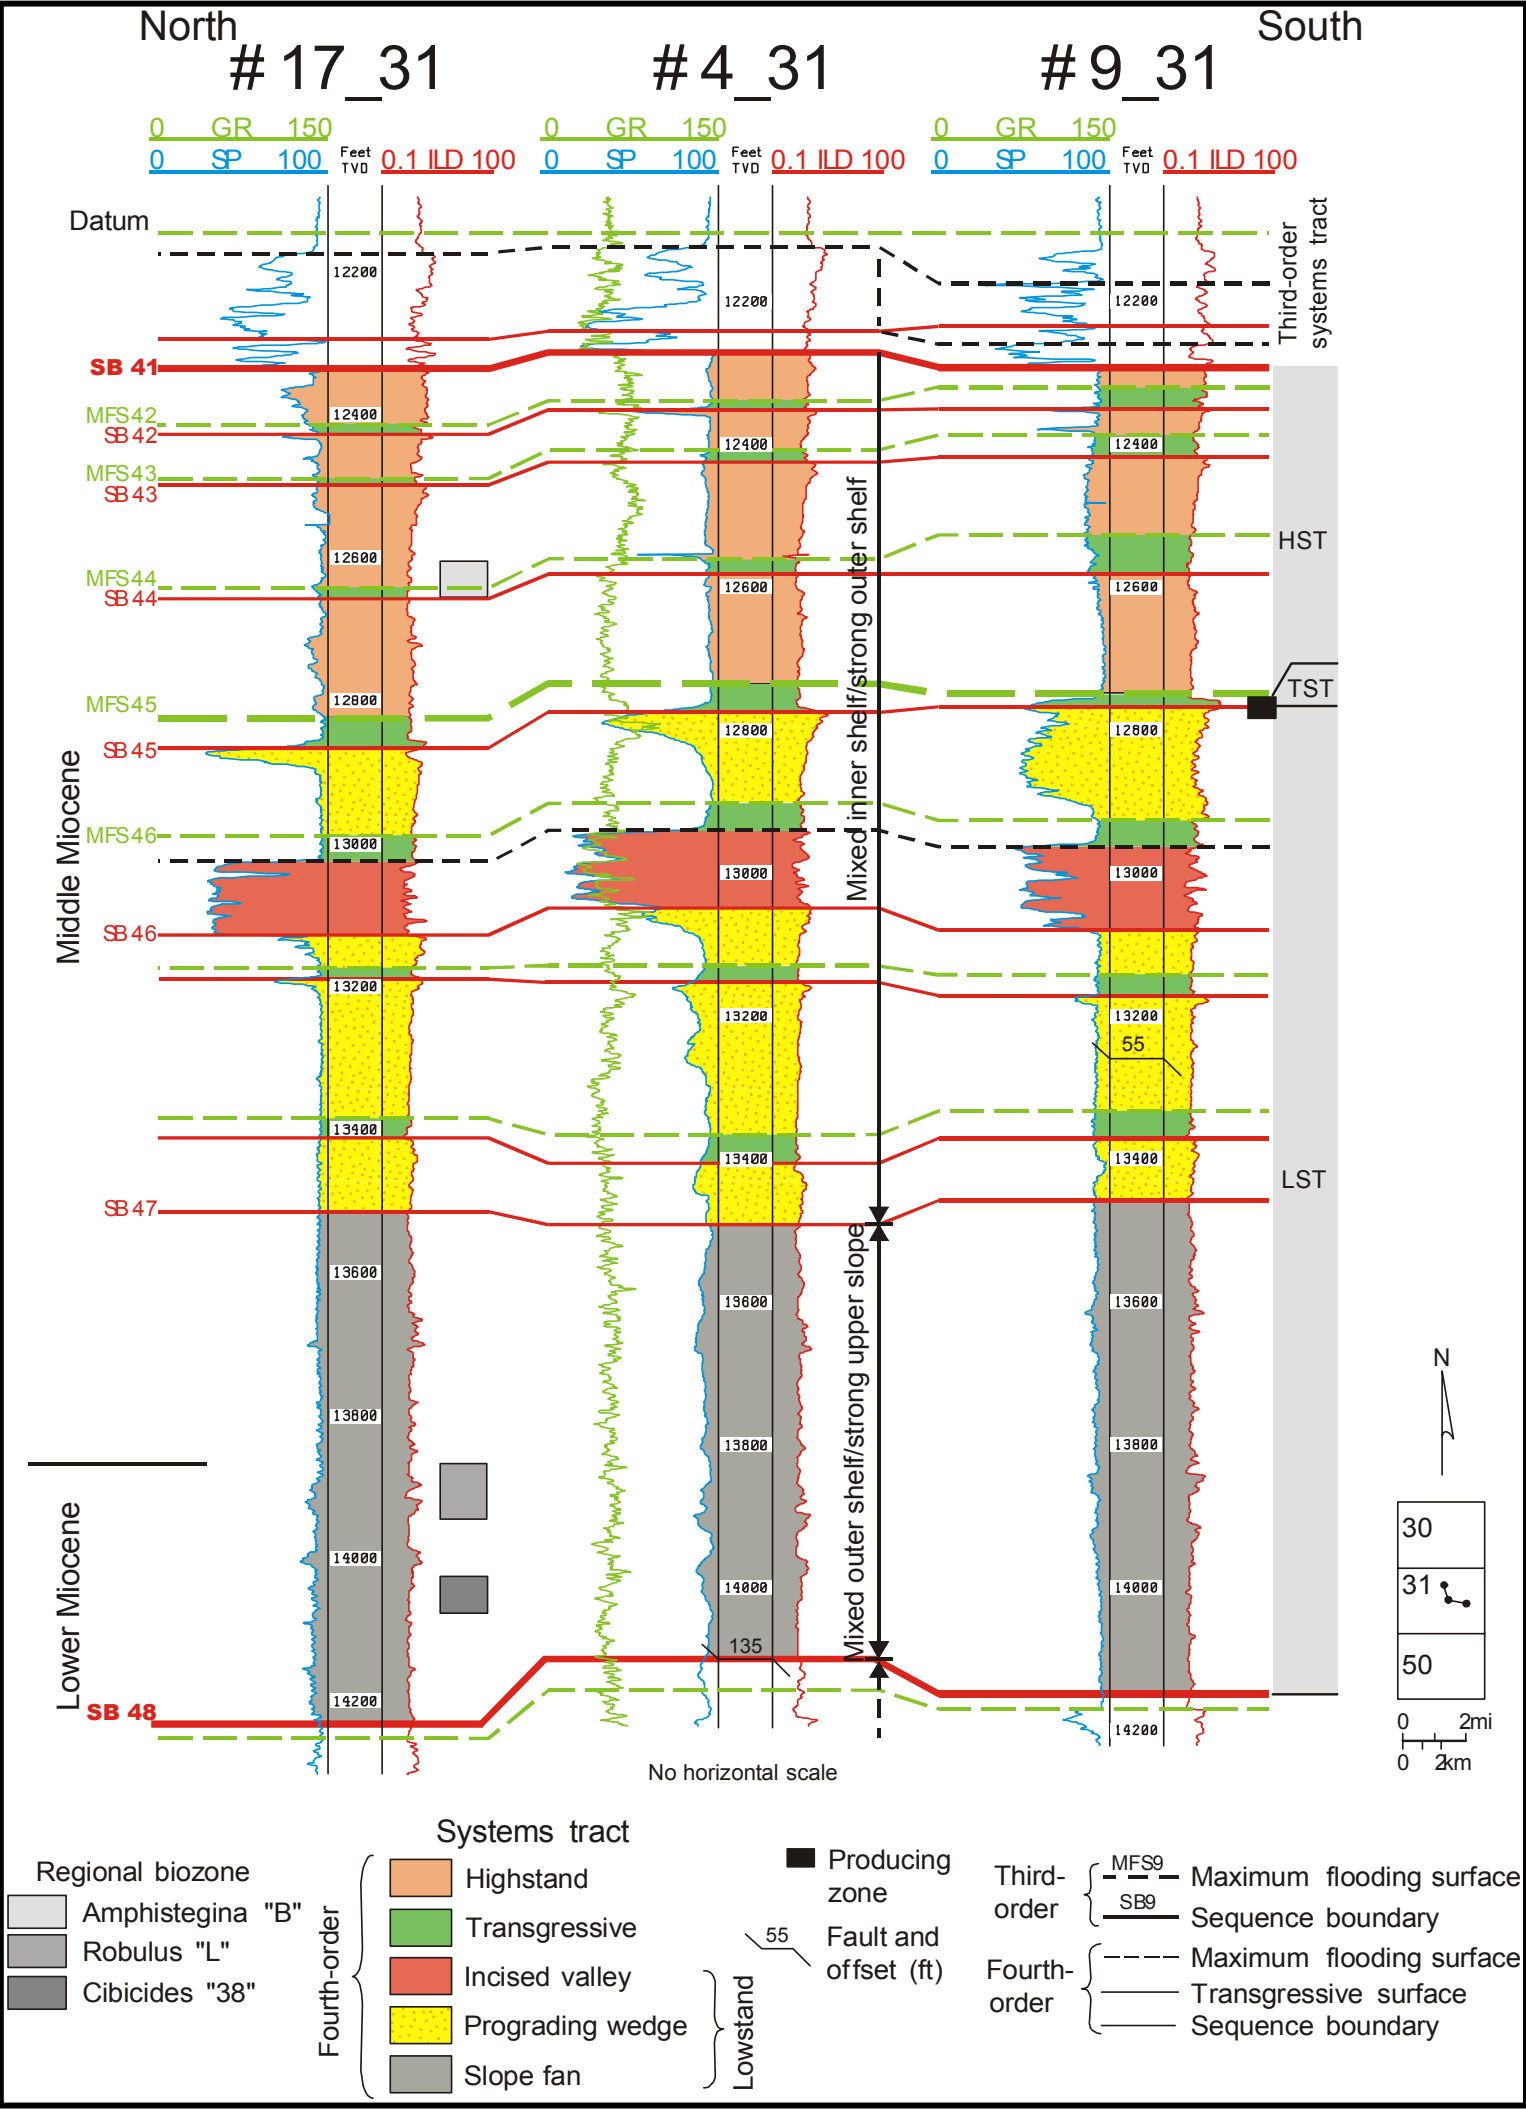 North
South
# 17_31
# 4_31
# 9_31
0 GR 150
0 GR 150
0 GR 150
0 SP 100
Feet
TVD
0.1 ILD 100
0 SP 100
Feet
TVD
0.1 ILD 100
0 SP 100
Feet
TVD
0.1 ILD 100
Datum
SB 41
MFS42
SB 42
MFS43
SB 43
MFS44
SB 44
MFS45
SB 45
MFS46
SB 46
SB 47
SB 48
Middle Miocene
Lower Miocene
12200
12400
12600
12800
13000
13200
13400
13600
13800
14000
14200
12200
12400
12600
12800
13000
13200
13400
13600
13800
14000
135
12200
12400
12600
12800
13000
13200
55
13400
13600
13800
14000
14200
Mixed inner shelf/strong outer shelf
Mixed outer shelf/strong upper slope
Third-order
systems tract
HST
TST
LST
N
30
31
50
0 2mi
0 2km
No horizontal scale
Regional biozone
Amphistegina "B"
Robulus "L"
Cibicides "38"
Systems tract
Fourth-order
Highstand
Transgressive
Incised valley
Prograding wedge
Slope fan
Lowstand
Producing
zone
55
Fault and
offset (ft)
Third-
order
MFS9
Maximum flooding surface
SB9
Sequence boundary
Fourth-
order
Maximum flooding surface
Transgressive surface
Sequence boundary